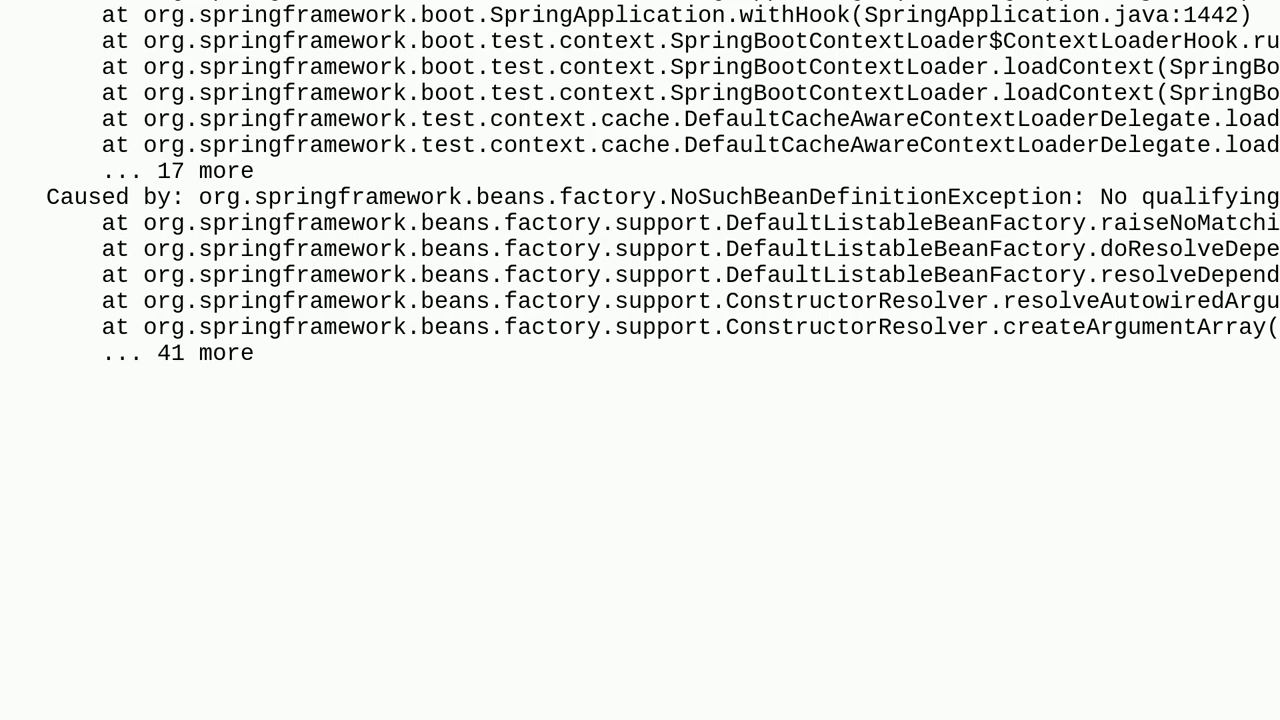 at org.springframework.boot.SpringApplication.withHook(SpringApplication.java:1442)
at org.springframework.boot.test.context.SpringBootContextLoader$ContextLoaderHook.ru
at org.springframework.boot.test.context.SpringBootContextLoader.loadContext(SpringBo
at org.springframework.boot.test.context.SpringBootContextLoader.loadContext(SpringBo
at org.springframework.test.context.cache.DefaultCacheAwareContextLoaderDelegate.load
at org.springframework.test.context.cache.DefaultCacheAwareContextLoaderDelegate.load
... 17 more
Caused by: org.springframework.beans.factory.NoSuchBeanDefinitionException: No qualifying
at org.springframework.beans.factory.support.DefaultListableBeanFactory.raiseNoMatchi
at org.springframework.beans.factory.support.DefaultListableBeanFactory.doResolveDepe
at org.springframework.beans.factory.support.DefaultListableBeanFactory.resolveDepend
at org.springframework.beans.factory.support.ConstructorResolver.resolveAutowiredArgu
at org.springframework.beans.factory.support.ConstructorResolver.createArgumentArray(
... 41 more